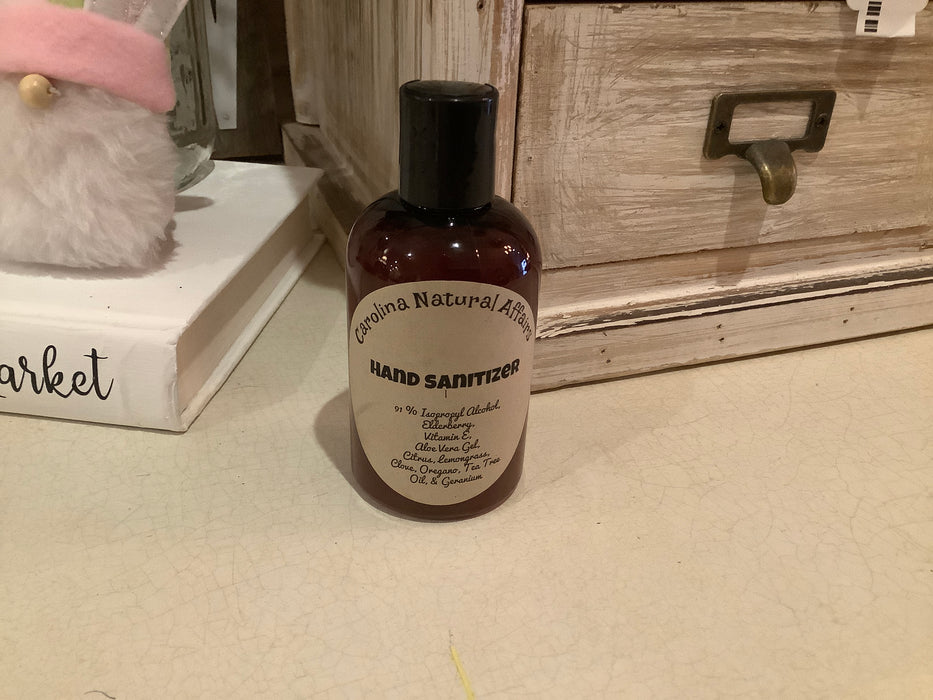 Carolina Natural Affairs
HAND SANITIZER
91 % Isopropyl Alcohol,
Elderberry,
Vitamin E,
Aloe Vera Gel,
Citrus, Lemongrass,
Clove, Oregano, Tea Tree
Oil, & Geranium
arket